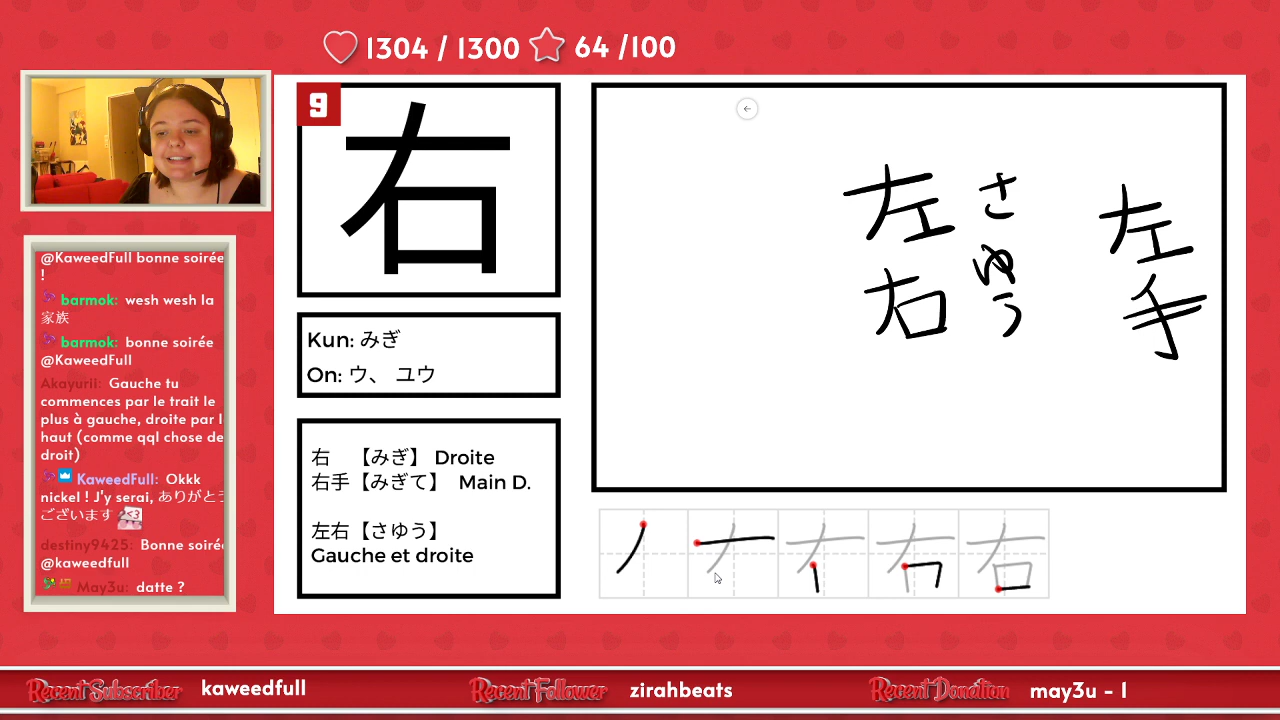 1304 / 1300 64 /100
9
右
Kun: みぎ
On: ウ、 ユウ
右 【みぎ】 Droite
右手【みぎて】 Main D.
左右【さゆう】
Gauche et droite
左手
さゆう
左右
@KaweedFull bonne soirée
!
barmok: wesh wesh la
家族
barmok: bonne soirée
@KaweedFull
Akayurii: Gauche tu
commences par le trait le
plus à gauche, droite par l
haut (comme qql chose de
droit)
KaweedFull: Okkk
nickel ! J'y serai, ありがとう
ございます <3
destiny9425: Bonne soirée
@kaweedfull
May3u: datte ?
Recent Subscriber kaweedfull
Recent Follower zirahbeats
Recent Donation may3u - 1